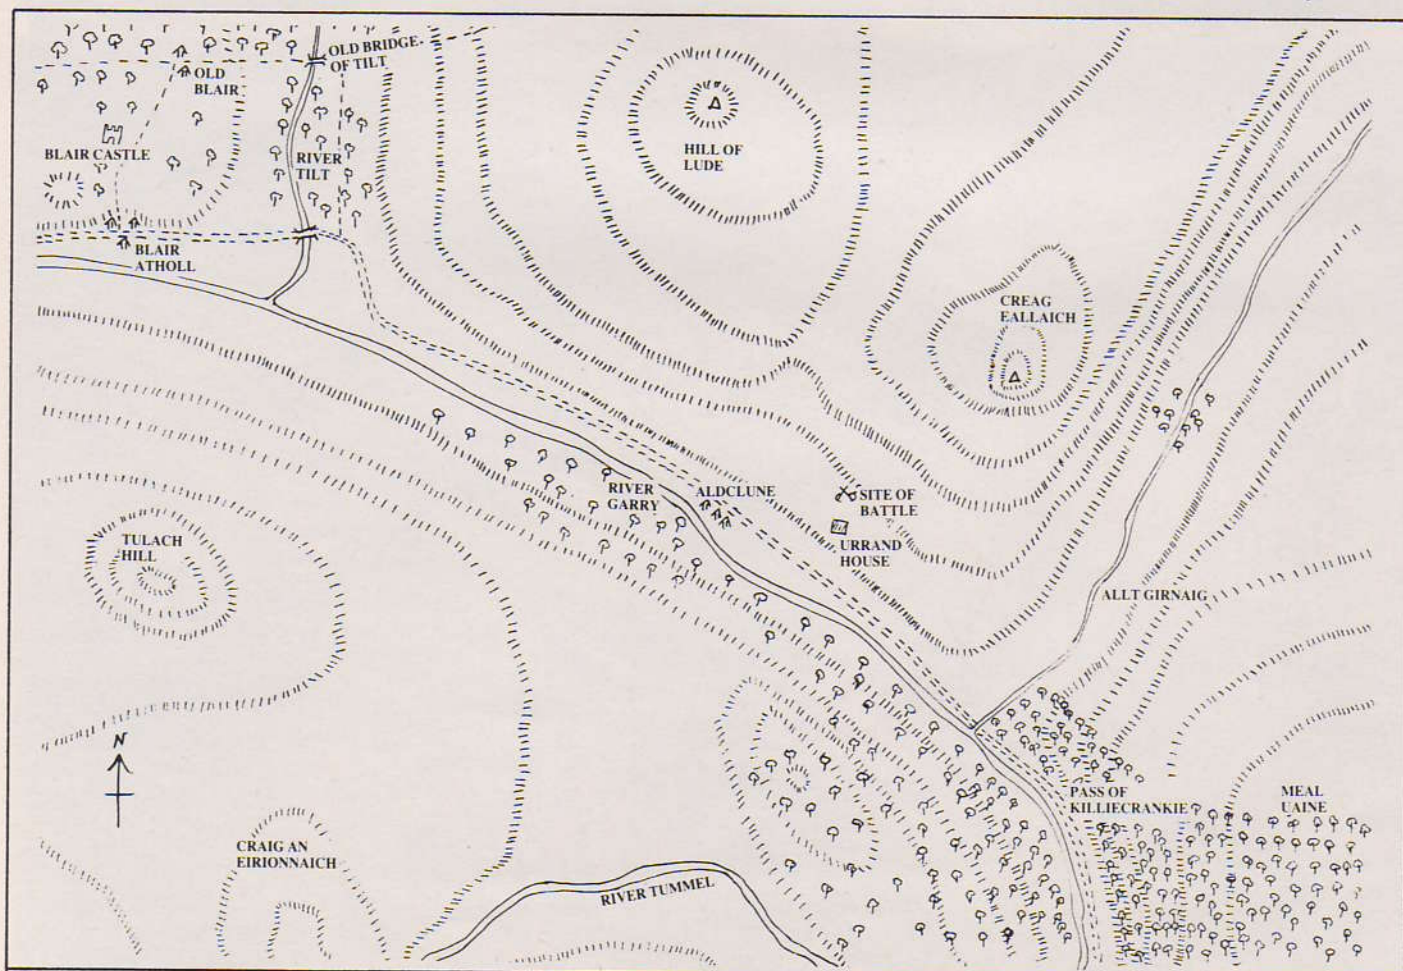 OLD BRIDGE
OF TILT
OLD
BLAIR
BLAIR CASTLE
RIVER
TILT
HILL OF
LUDE
BLAIR
ATHOLL
CREAG
EALLAICH
RIVER
GARRY
ALDCLUNE
SITE OF
BATTLE
URRAND
HOUSE
TULACH
HILL
ALLT GIRNAIG
N
PASS OF
KILLIECRANKIE
MEAL
UAINE
CRAIG AN
EIRIONNAICH
RIVER TUMMEL